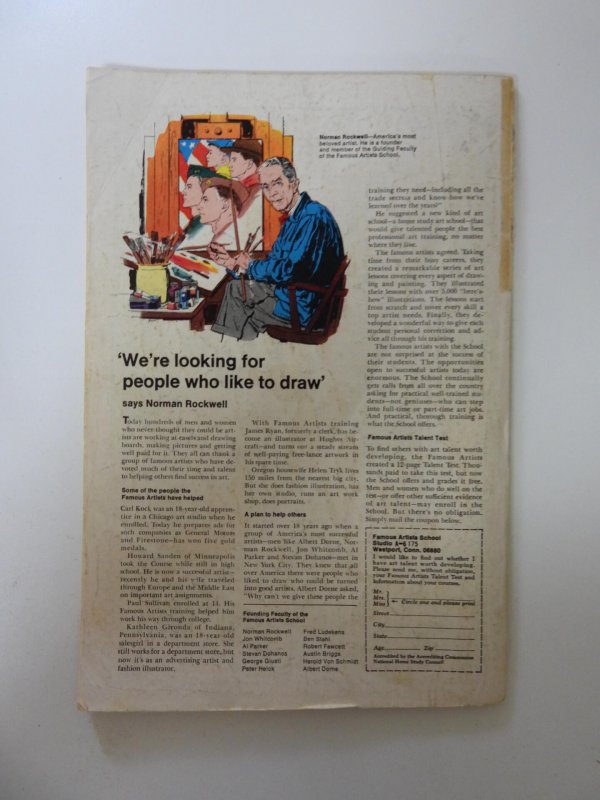 Norman Rockwell—America's most
beloved artist. He is a founder
and member of the Guiding Faculty
of the Famous Artists School.
'We're looking for
people who like to draw'
says Norman Rockwell
Today hundreds of men and women
who never thought they could be art-
ists are working at easels and drawing
boards, making pictures and getting
well paid for it. They all can thank a
group of famous artists who have de-
voted much of their time and talent
to helping others find success in art.
Some of the people the
Famous Artists have helped
Carl Kock was an 18-year-old appren-
tice in a Chicago art studio when he
enrolled. Today he prepares ads for
such companies as General Motors
and Firestone—has won five gold
medals.
Howard Sanden of Minneapolis
took the Course while still in high
school. He is now a successful artist—
recently he and his wife traveled
through Europe and the Middle East
on important art assignments.
Paul Sullivan enrolled at 14. His
Famous Artists training helped him
work his way through college.
Kathleen Gironda of Indiana,
Pennsylvania, was an 18-year-old
salesgirl in a department store. She
still works for a department store, but
now it's as an advertising artist and
fashion illustrator.
With Famous Artists training
James Ryan, formerly a clerk, has be-
come an illustrator at Hughes Air-
craft—and turns out a steady stream
of well-paying free-lance artwork in
his spare time.
Oregon housewife Helen Tryk lives
150 miles from the nearest big city.
But she does fashion illustration, has
her own studio, runs an art work
shop, does portraits.
A plan to help others
It started over 18 years ago when a
group of America's most successful
artists—men like Albert Dorne, Nor-
man Rockwell, Jon Whitcomb, Al
Parker and Stevan Dohanos—met in
New York City. They knew that all
over America there were people who
liked to draw who could be turned
into good artists. Albert Dorne asked,
"Why can't we give these people the
Founding Faculty of the
Famous Artists School
Norman Rockwell Fred Ludekens
Jon Whitcomb Ben Stahl
Al Parker Robert Fawcett
Stevan Dohanos Austin Briggs
George Giusti Harold Von Schmidt
Peter Helck Albert Dorne
training they need—including all the
trade secrets and know-how we've
learned over the years?"
He suggested a new kind of art
school—a home study art school—that
would give talented people the best
professional art training, no matter
where they live.
The famous artists agreed. Taking
time from their busy careers, they
created a remarkable series of art
lessons covering every aspect of draw-
ing and painting. They illustrated
their lessons with over 5,000 "here's
how" illustrations. The lessons start
from scratch and cover every skill a
top artist needs. Finally, they de-
veloped a wonderful way to give each
student personal correction and ad-
vice all through his training.
The famous artists with the School
are not surprised at the success of
their students. The opportunities
open to successful artists today are
enormous. The School continually
gets calls from all over the country
asking for practical well-trained stu-
dents—not geniuses—who can step
into full-time or part-time art jobs.
And practical, thorough training is
what the School offers.
Famous Artists Talent Test
To find others with art talent worth
developing, the Famous Artists
created a 12-page Talent Test. Thou-
sands paid to take this test, but now
the School offers and grades it free.
Men and women who do well on the
test—or offer other sufficient evidence
of art talent—may enroll in the
School. But there's no obligation.
Simply mail the coupon below.
Famous Artists School
Studio 175
Westport, Conn. 06880
I would like to find out whether I
have art talent worth developing.
Please send me, without obligation,
your Famous Artists Talent Test and
information about your courses.
Mr.
Mrs.
Miss ← Circle one and please print
Street
City
State
Age Zip
Accredited by the Accrediting Commission
National Home Study Council